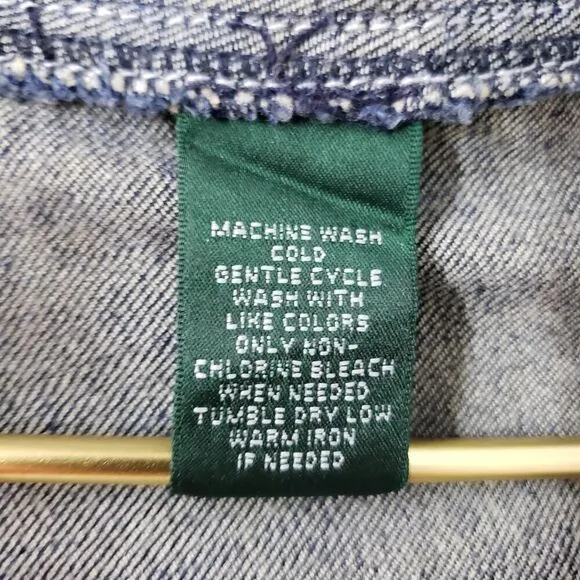 MACHINE WASH
COLD
GENTLE CYCLE
WASH WITH
LIKE COLORS
ONLY NON-
CHLORINE BLEACH
WHEN NEEDED
TUMBLE DRY LOW
WARM IRON
IF NEEDED